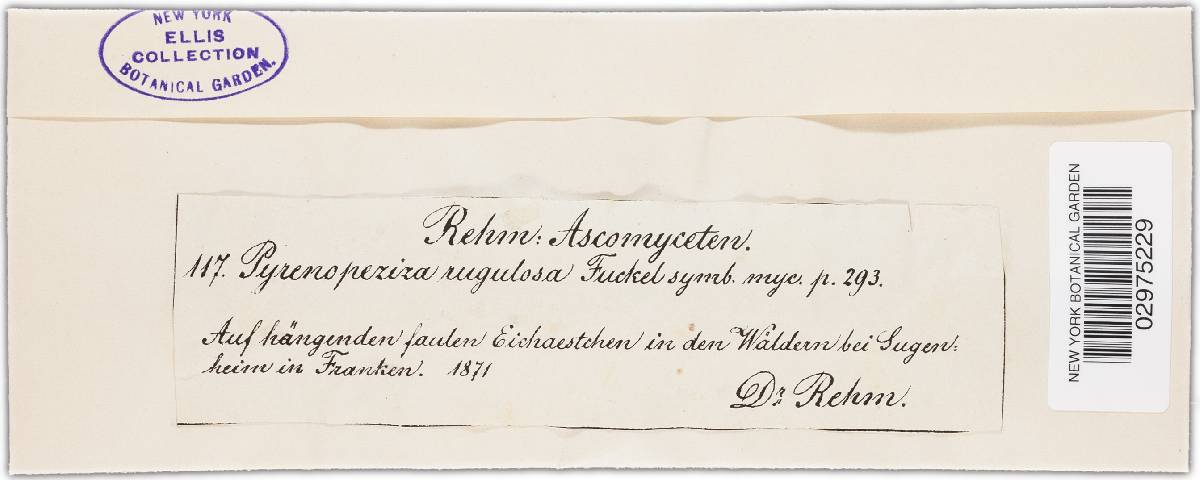 NEW YORK
ELLIS
COLLECTION
BOTANICAL GARDEN.
Rehm: Ascomyceten.
117. Pyrenopeziza rugulosa Fuckel symb. myc. p. 293.
Auf hängenden faulen Eichaestchen in den Wäldern bei Sugen:
heim in Franken. 1871
Dr Rehm.
NEW YORK BOTANICAL GARDEN
02975229